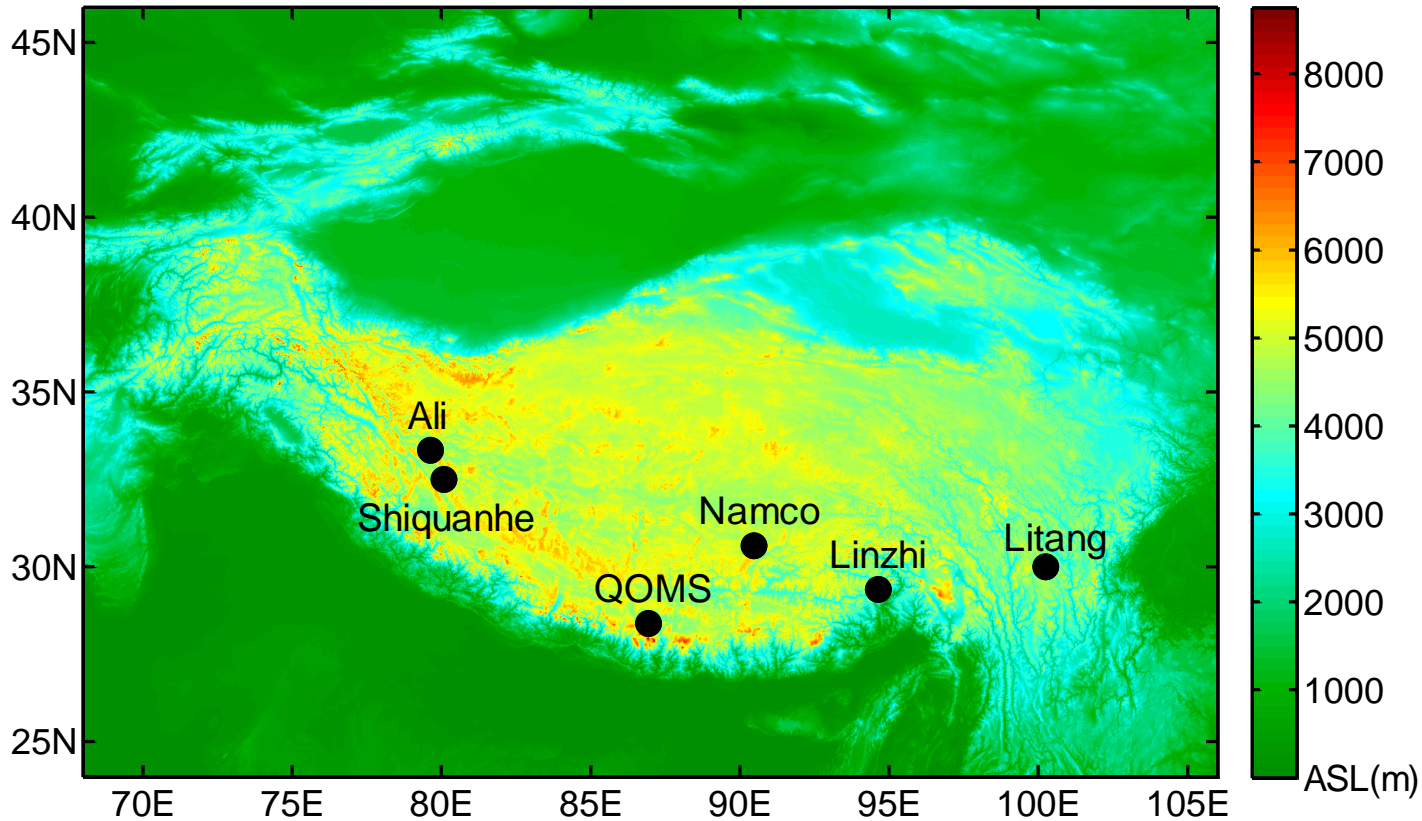 45N
40N
35N
30N
25N
70E
75E
80E
85E
90E
95E
100E
105E
Ali
Shiquanhe
Namco
Linzhi
Litang
QOMS
8000
7000
6000
5000
4000
3000
2000
1000
ASL(m)